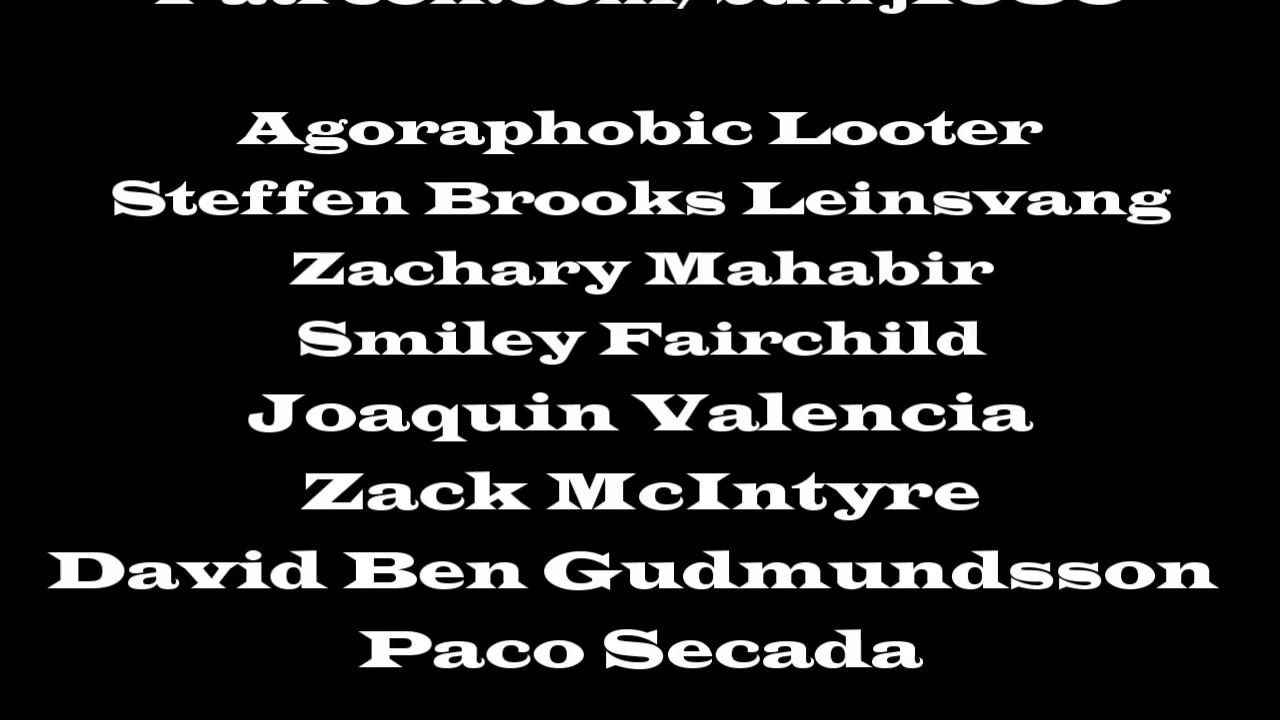 Agoraphobic Looter
Steffen Brooks Leinsvang
Zachary Mahabir
Smiley Fairchild
Joaquin Valencia
Zack McIntyre
David Ben Gudmundsson
Paco Secada